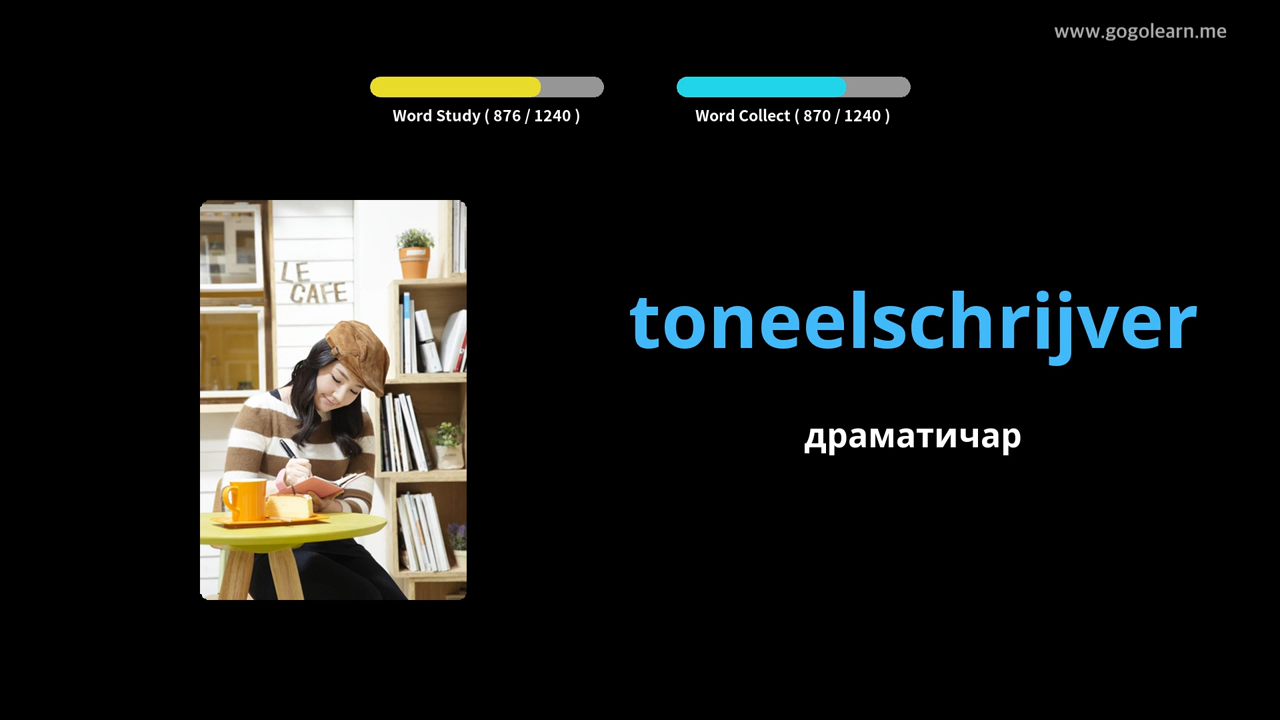 www.gogolearn.me
Word Study ( 876 / 1240 )
Word Collect ( 870 / 1240 )
LE
CAFE
toneelschrijver
драматичар